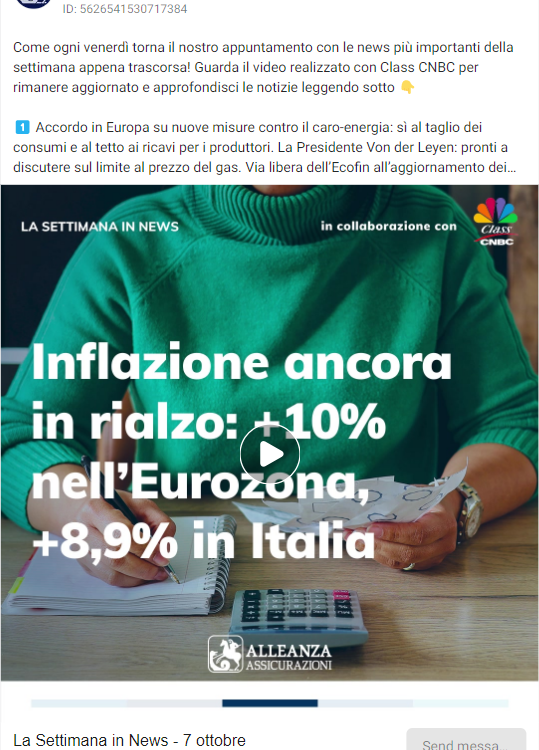 ID: 5626541530717384
Come ogni venerdì torna il nostro appuntamento con le news più importanti della
settimana appena trascorsa! Guarda il video realizzato con Class CNBC per
rimanere aggiornato e approfondisci le notizie leggendo sotto 👇
1️⃣ Accordo in Europa su nuove misure contro il caro-energia: sì al taglio dei
consumi e al tetto ai ricavi per i produttori. La Presidente Von der Leyen: pronti a
discutere sul limite al prezzo del gas. Via libera dell'Ecofin all'aggiornamento dei...
LA SETTIMANA IN NEWS
in collaborazione con
Class
CNBC
Inflazione ancora
in rialzo: +10%
nell'Eurozona,
+8,9% in Italia
ALLEANZA
ASSICURAZIONI
La Settimana in News - 7 ottobre
Send messa...